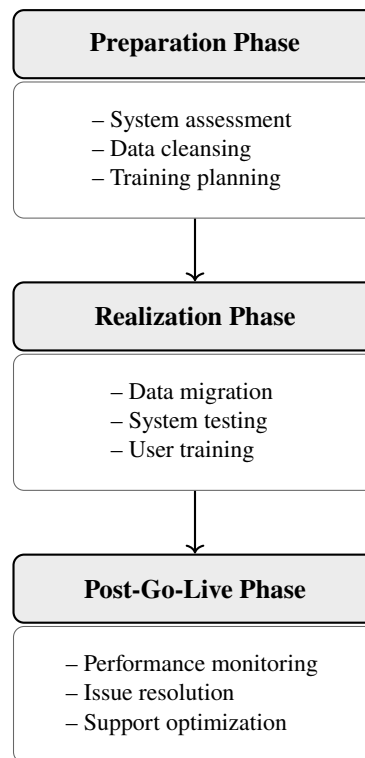 Preparation Phase
– System assessment
– Data cleansing
– Training planning
Realization Phase
– Data migration
– System testing
– User training
Post-Go-Live Phase
– Performance monitoring
– Issue resolution
– Support optimization